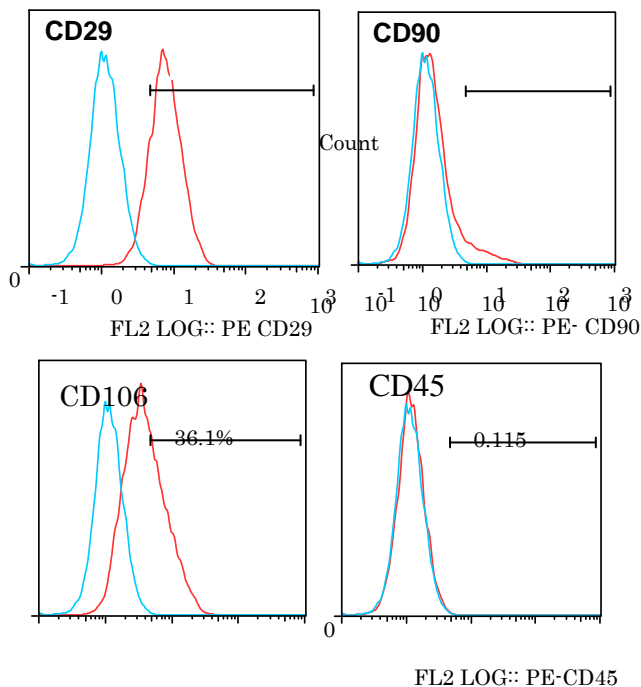 CD29
CD90
Count
0
-1 0 1 2 10 3
10 -1 10 0 10 1 10 2 10 3
FL2 LOG:: PE CD29
FL2 LOG:: PE- CD90
CD106
CD45
36.1%
0.115
0
FL2 LOG:: PE-CD45